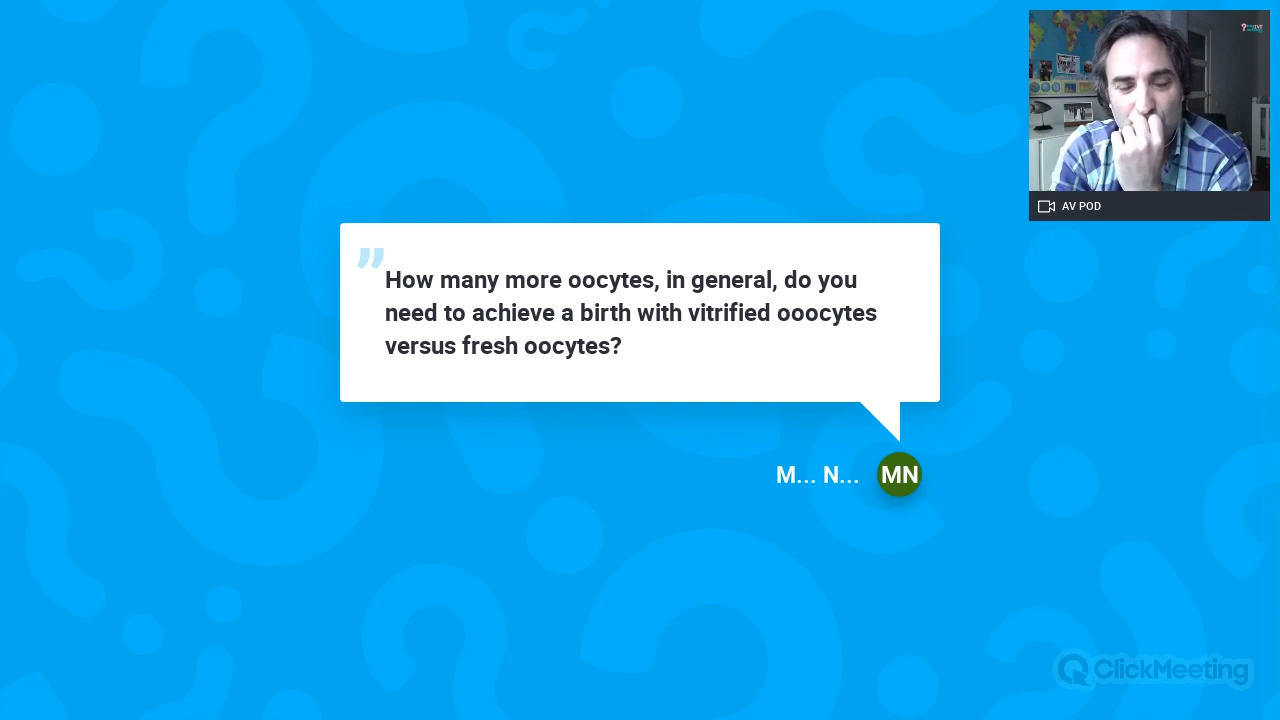 AV POD
How many more oocytes, in general, do you
need to achieve a birth with vitrified ooocytes
versus fresh oocytes?
M... N...
MN
ClickMeeting